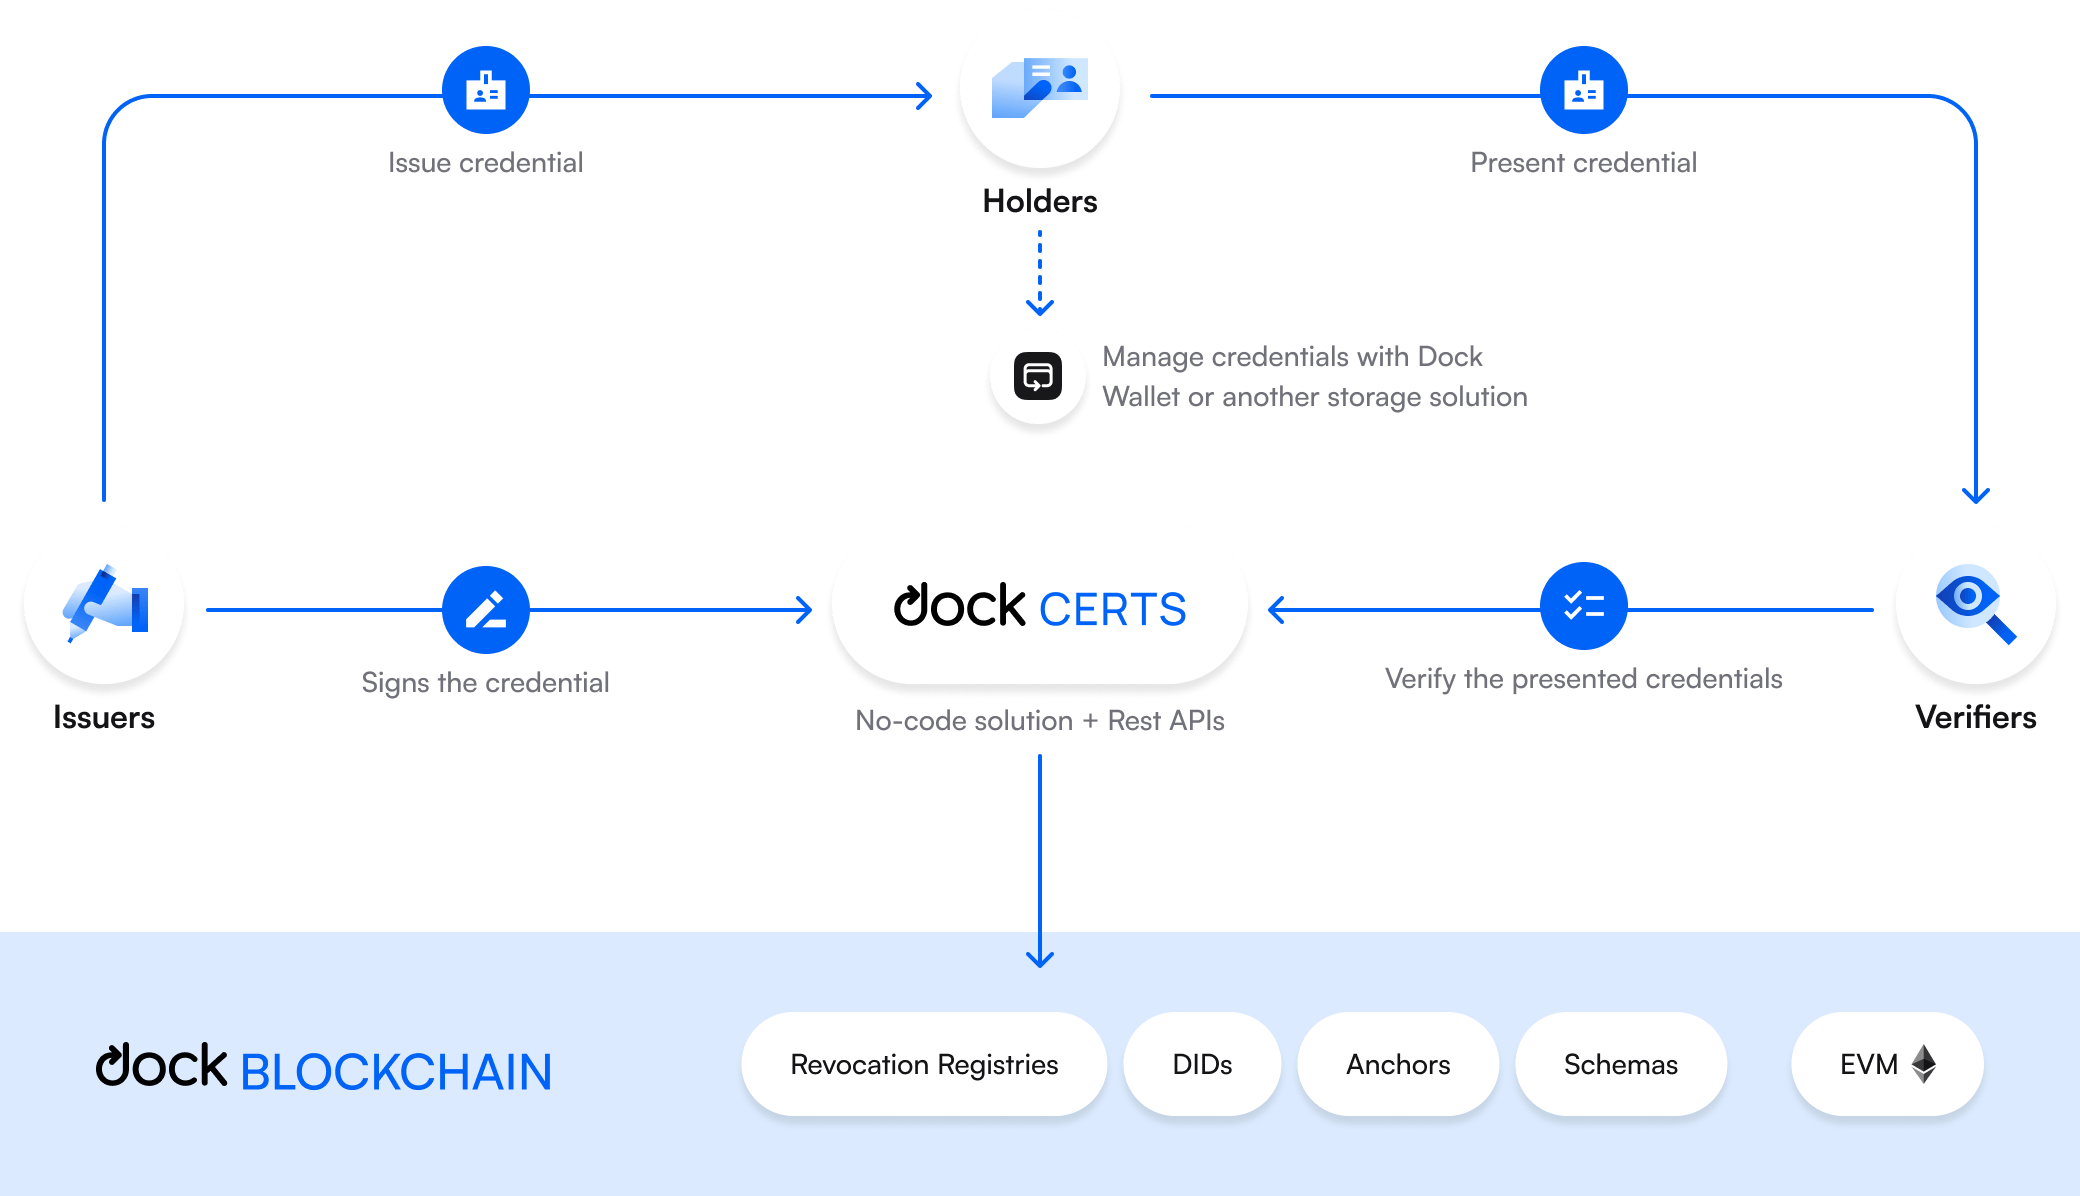 Issue credential
Present credential
Holders
Manage credentials with Dock
Wallet or another storage solution
dock CERTS
Signs the credential
Verify the presented credentials
Issuers
No-code solution + Rest APIs
Verifiers
dock BLOCKCHAIN
Revocation Registries
DIDs
Anchors
Schemas
EVM